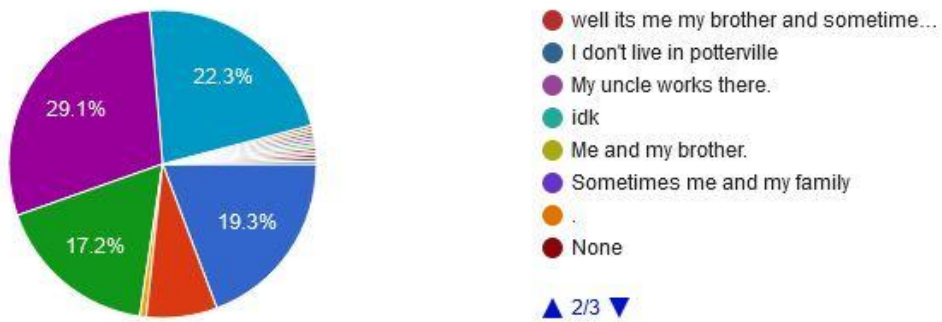 29.1%
22.3%
17.2%
19.3%
well its me my brother and sometime...
I don't live in potterville
My uncle works there.
idk
Me and my brother.
Sometimes me and my family
.
None
▲ 2/3 ▼